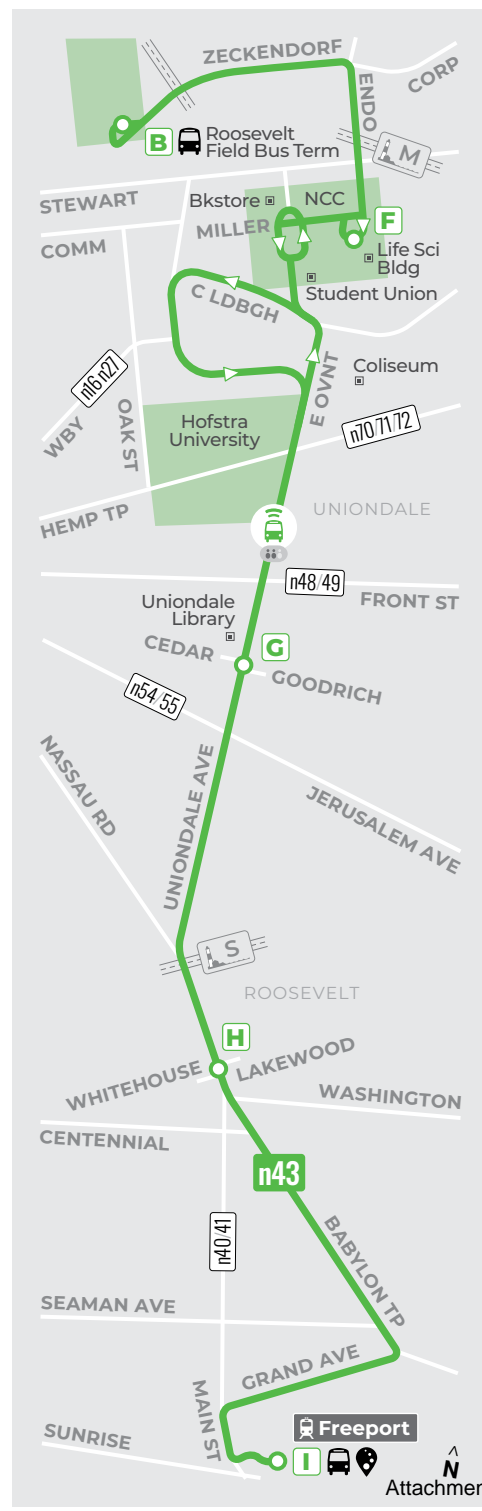 ZECKENDORF
CORP
ENDO
B
Roosevelt
Field Bus Term
M
STEWART
Bkstore
NCC
MILLER
F
COMM
Life Sci
Bldg
Student Union
C LDBGH
E OVNT
Coliseum
n16 n27
WBY
OAK ST
Hofstra
University
n70/71/72
HEMP TP
UNIONDALE
n48/49
FRONT ST
Uniondale
Library
CEDAR
G
GOODRICH
n54/55
NASSAU RD
UNIONDALE AVE
JERUSALEM AVE
S
ROOSEVELT
H
WHITEHOUSE
LAKEWOOD
WASHINGTON
CENTENNIAL
n43
n40/41
BABYLON TP
SEAMAN AVE
GRAND AVE
MAIN ST
Freeport
SUNRISE
I
N
Attachmen